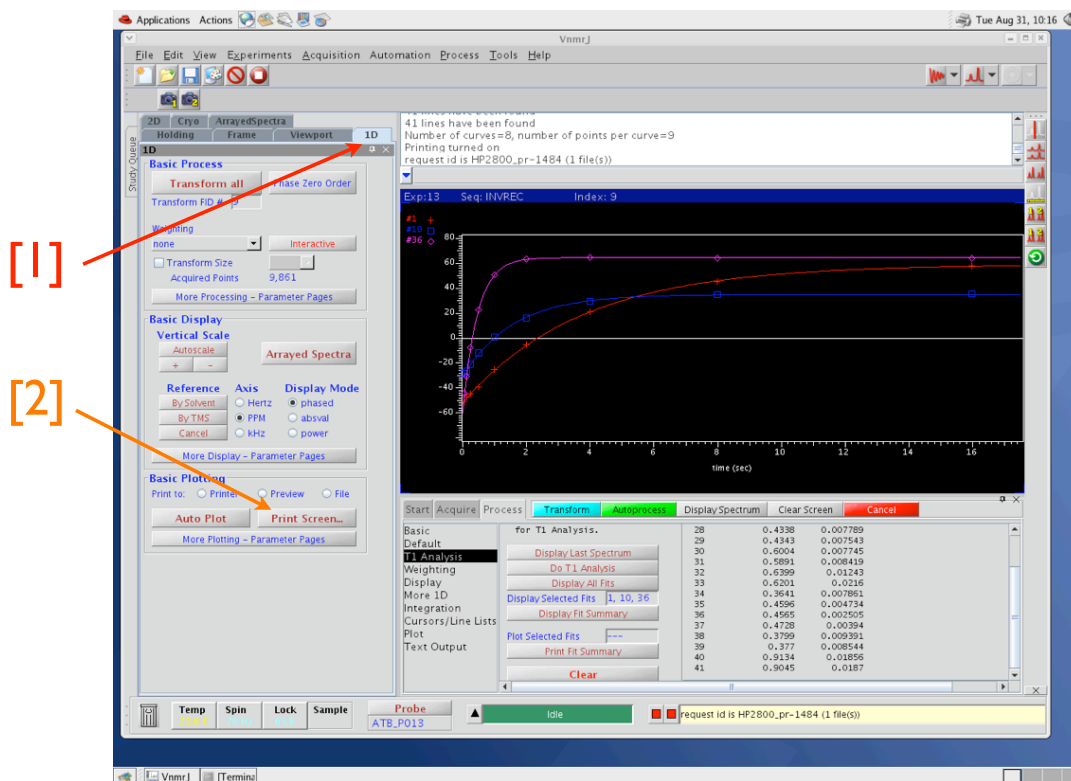 Applications Actions Tue Aug 31, 10:16
VnmrJ
File Edit View Experiments Acquisition Automation Process Tools Help
2D Cryo ArrayedSpectra
Holding Frame Viewport 1D
Study Queue
1D
Basic Process
Transform all Phase Zero Order
Transform FID # 9
Weighting
none Interactive
Transform Size
Acquired Points 9,861
More Processing - Parameter Pages
Basic Display
Vertical Scale
Autoscale
+ -
Arrayed Spectra
Reference Axis Display Mode
By Solvent Hertz phased
By TMS PPM absval
Cancel kHz power
More Display - Parameter Pages
Basic Plotting
Print to: Printer Preview File
Auto Plot Print Screen...
More Plotting - Parameter Pages
[1]
[2]
41 lines have been found
41 lines have been found
Number of curves=8, number of points per curve=9
Printing turned on
request id is HP2800_pr-1484 (1 file(s))
Exp:13 Seq: INVREC Index: 9
#1 +
#10
#36
80
60
40
20
0
-20
-40
-60
0 2 4 6 8 10 12 14 16
time (sec)
Start Acquire Process Transform Autoprocess Display Spectrum Clear Screen Cancel
Basic
Default
T1 Analysis
Weighting
Display
More 1D
Integration
Cursors/Line Lists
Plot
Text Output
for T1 Analysis.
Display Last Spectrum
Do T1 Analysis
Display All Fits
Display Selected Fits 1, 10, 36
Display Fit Summary
Plot Selected Fits ---
Print Fit Summary
Clear
28 0.4338 0.007789
29 0.4343 0.007543
30 0.6004 0.007745
31 0.5891 0.008419
32 0.6399 0.01243
33 0.6201 0.0216
34 0.3641 0.007861
35 0.4596 0.004734
36 0.4565 0.002505
37 0.4728 0.00394
38 0.3799 0.009391
39 0.377 0.008544
40 0.9134 0.01856
41 0.9045 0.0187
Temp Spin Lock Sample
Probe
ATB_P013
Idle
request id is HP2800_pr-1484 (1 file(s))
VnmrJ [Termina